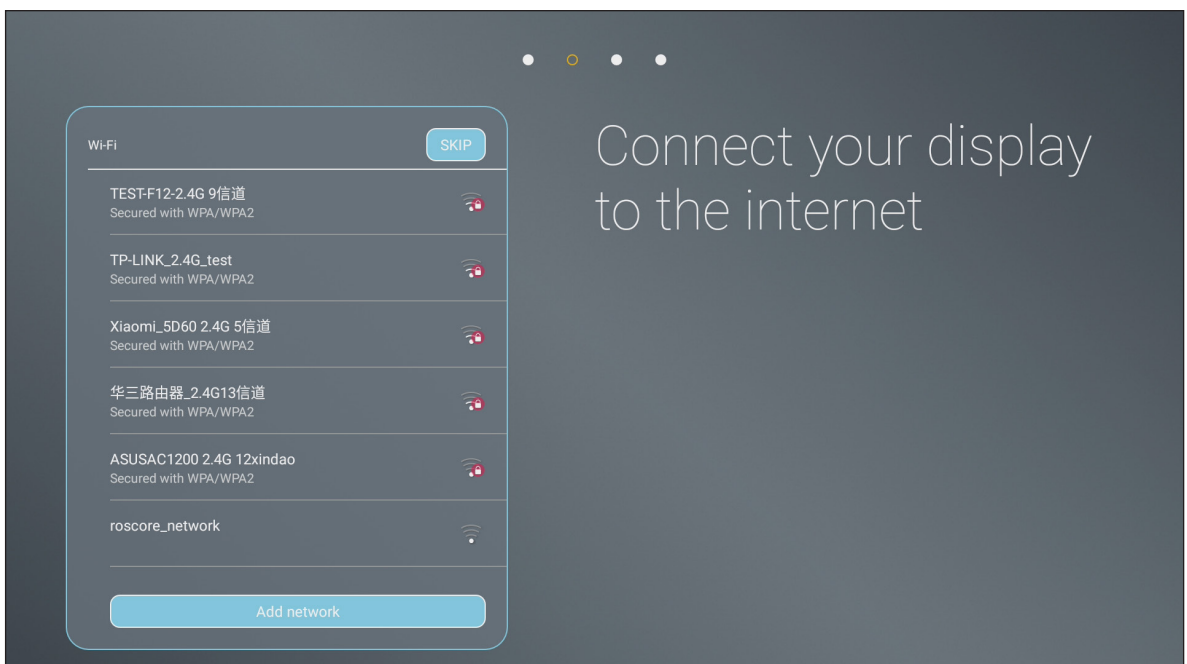 Wi-Fi
SKIP
TEST-F12-2.4G 9信道
Secured with WPA/WPA2
TP-LINK_2.4G_test
Secured with WPA/WPA2
Xiaomi_5D60 2.4G 5信道
Secured with WPA/WPA2
华三路由器_2.4G13信道
Secured with WPA/WPA2
ASUSAC1200 2.4G 12xindao
Secured with WPA/WPA2
roscore_network
Add network
Connect your display
to the internet